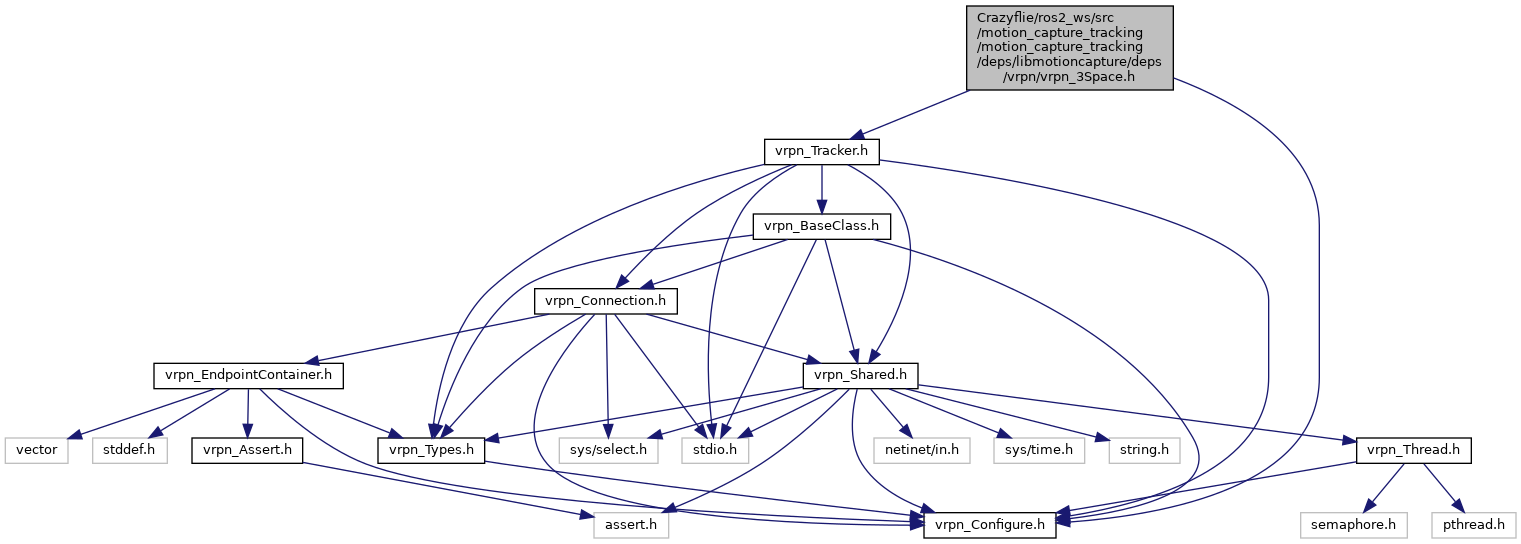 Crazyflie/ros2_ws/src
/motion_capture_tracking
/motion_capture_tracking
/deps/libmotioncapture/deps
/vrpn/vrpn_3Space.h
vrpn_Tracker.h
vrpn_BaseClass.h
vrpn_Connection.h
vrpn_EndpointContainer.h
vrpn_Shared.h
vector
stddef.h
vrpn_Assert.h
vrpn_Types.h
sys/select.h
stdio.h
netinet/in.h
sys/time.h
string.h
vrpn_Thread.h
assert.h
vrpn_Configure.h
semaphore.h
pthread.h